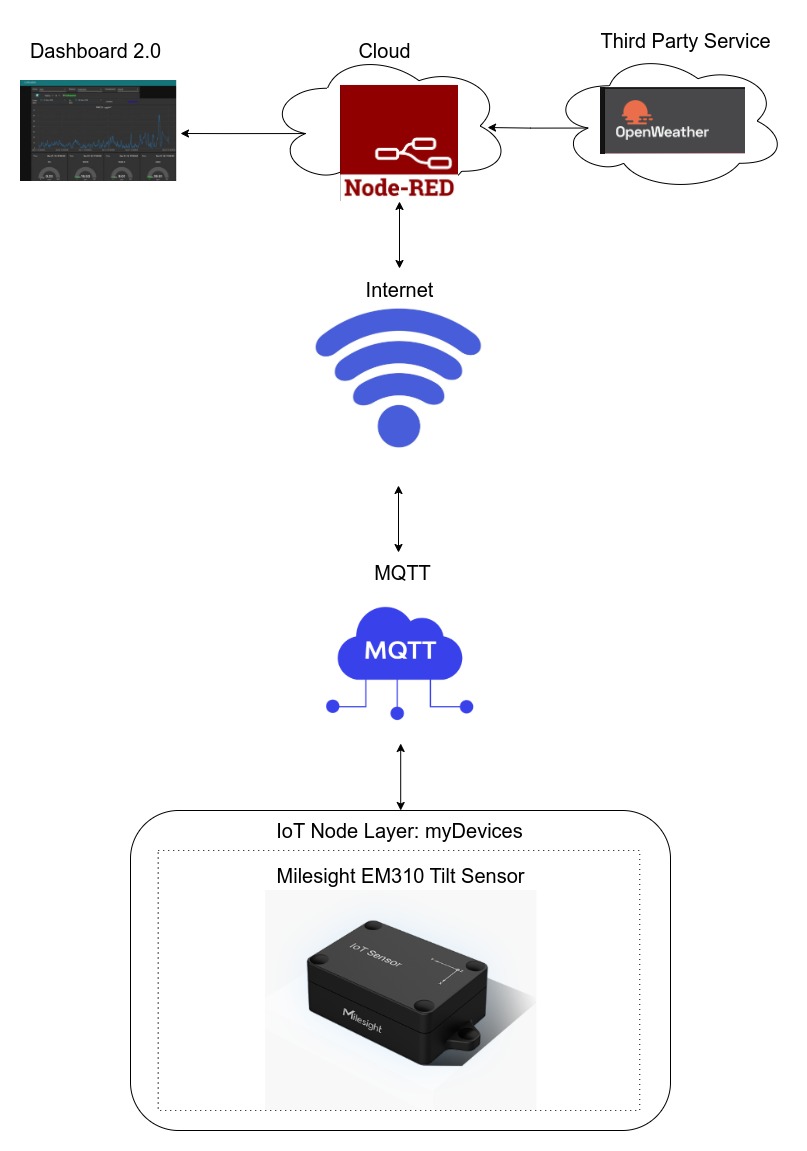 Dashboard 2.0
Cloud
Third Party Service
OpenWeather
Node-RED
Internet
MQTT
MQTT
IoT Node Layer: myDevices
Milesight EM310 Tilt Sensor
IoT Sensor
Milesight